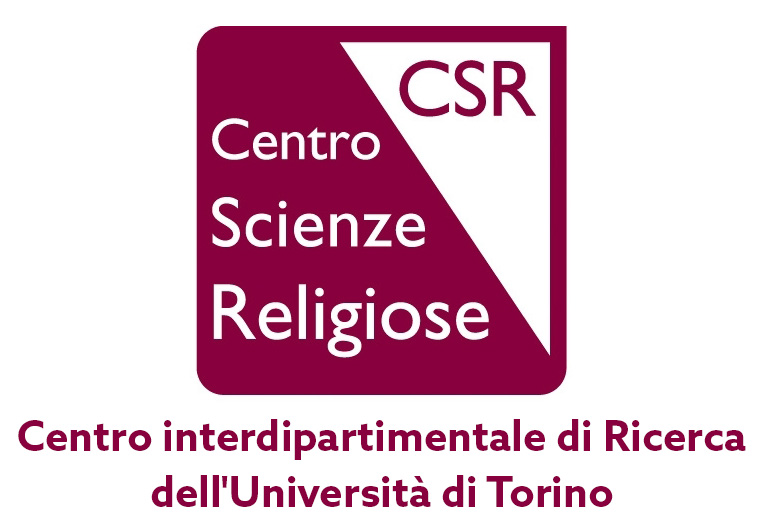 CSR
Centro
Scienze
Religiose
Centro interdipartimentale di Ricerca
dell'Università di Torino